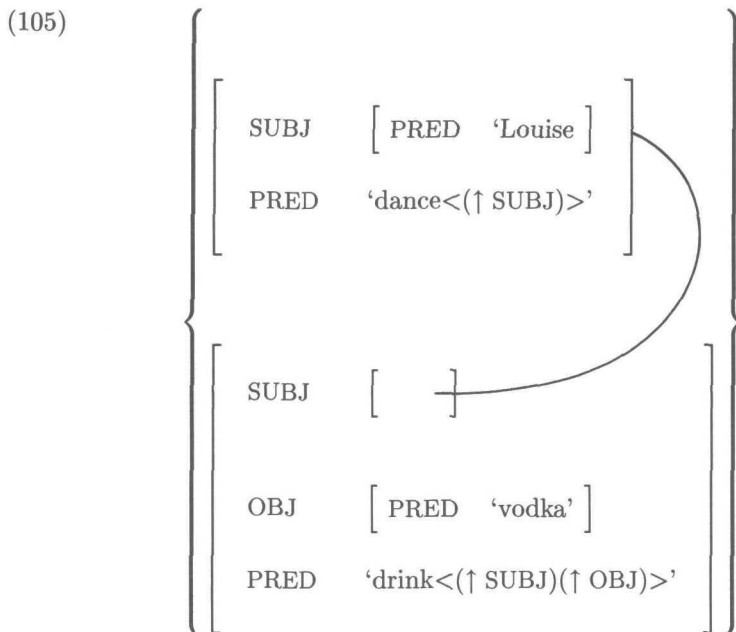 (105)
SUBJ [ PRED ‘Louise ]
PRED ‘dance<(↑ SUBJ)>’
SUBJ [ ]
OBJ [ PRED ‘vodka’ ]
PRED ‘drink<(↑ SUBJ)(↑ OBJ)>’